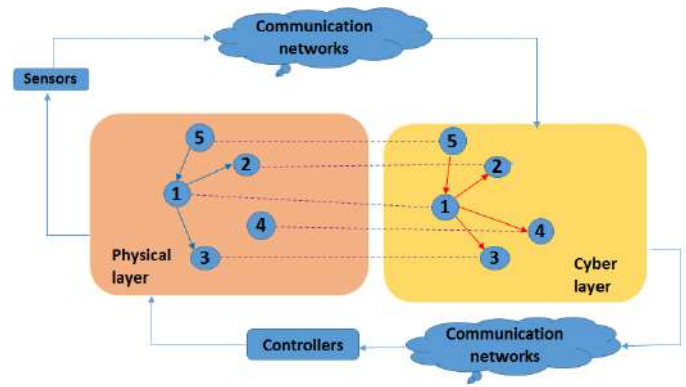 Communication
networks
Sensors
5
2
1
4
3
Physical
layer
5
2
1
4
3
Cyber
layer
Controllers
Communication
networks